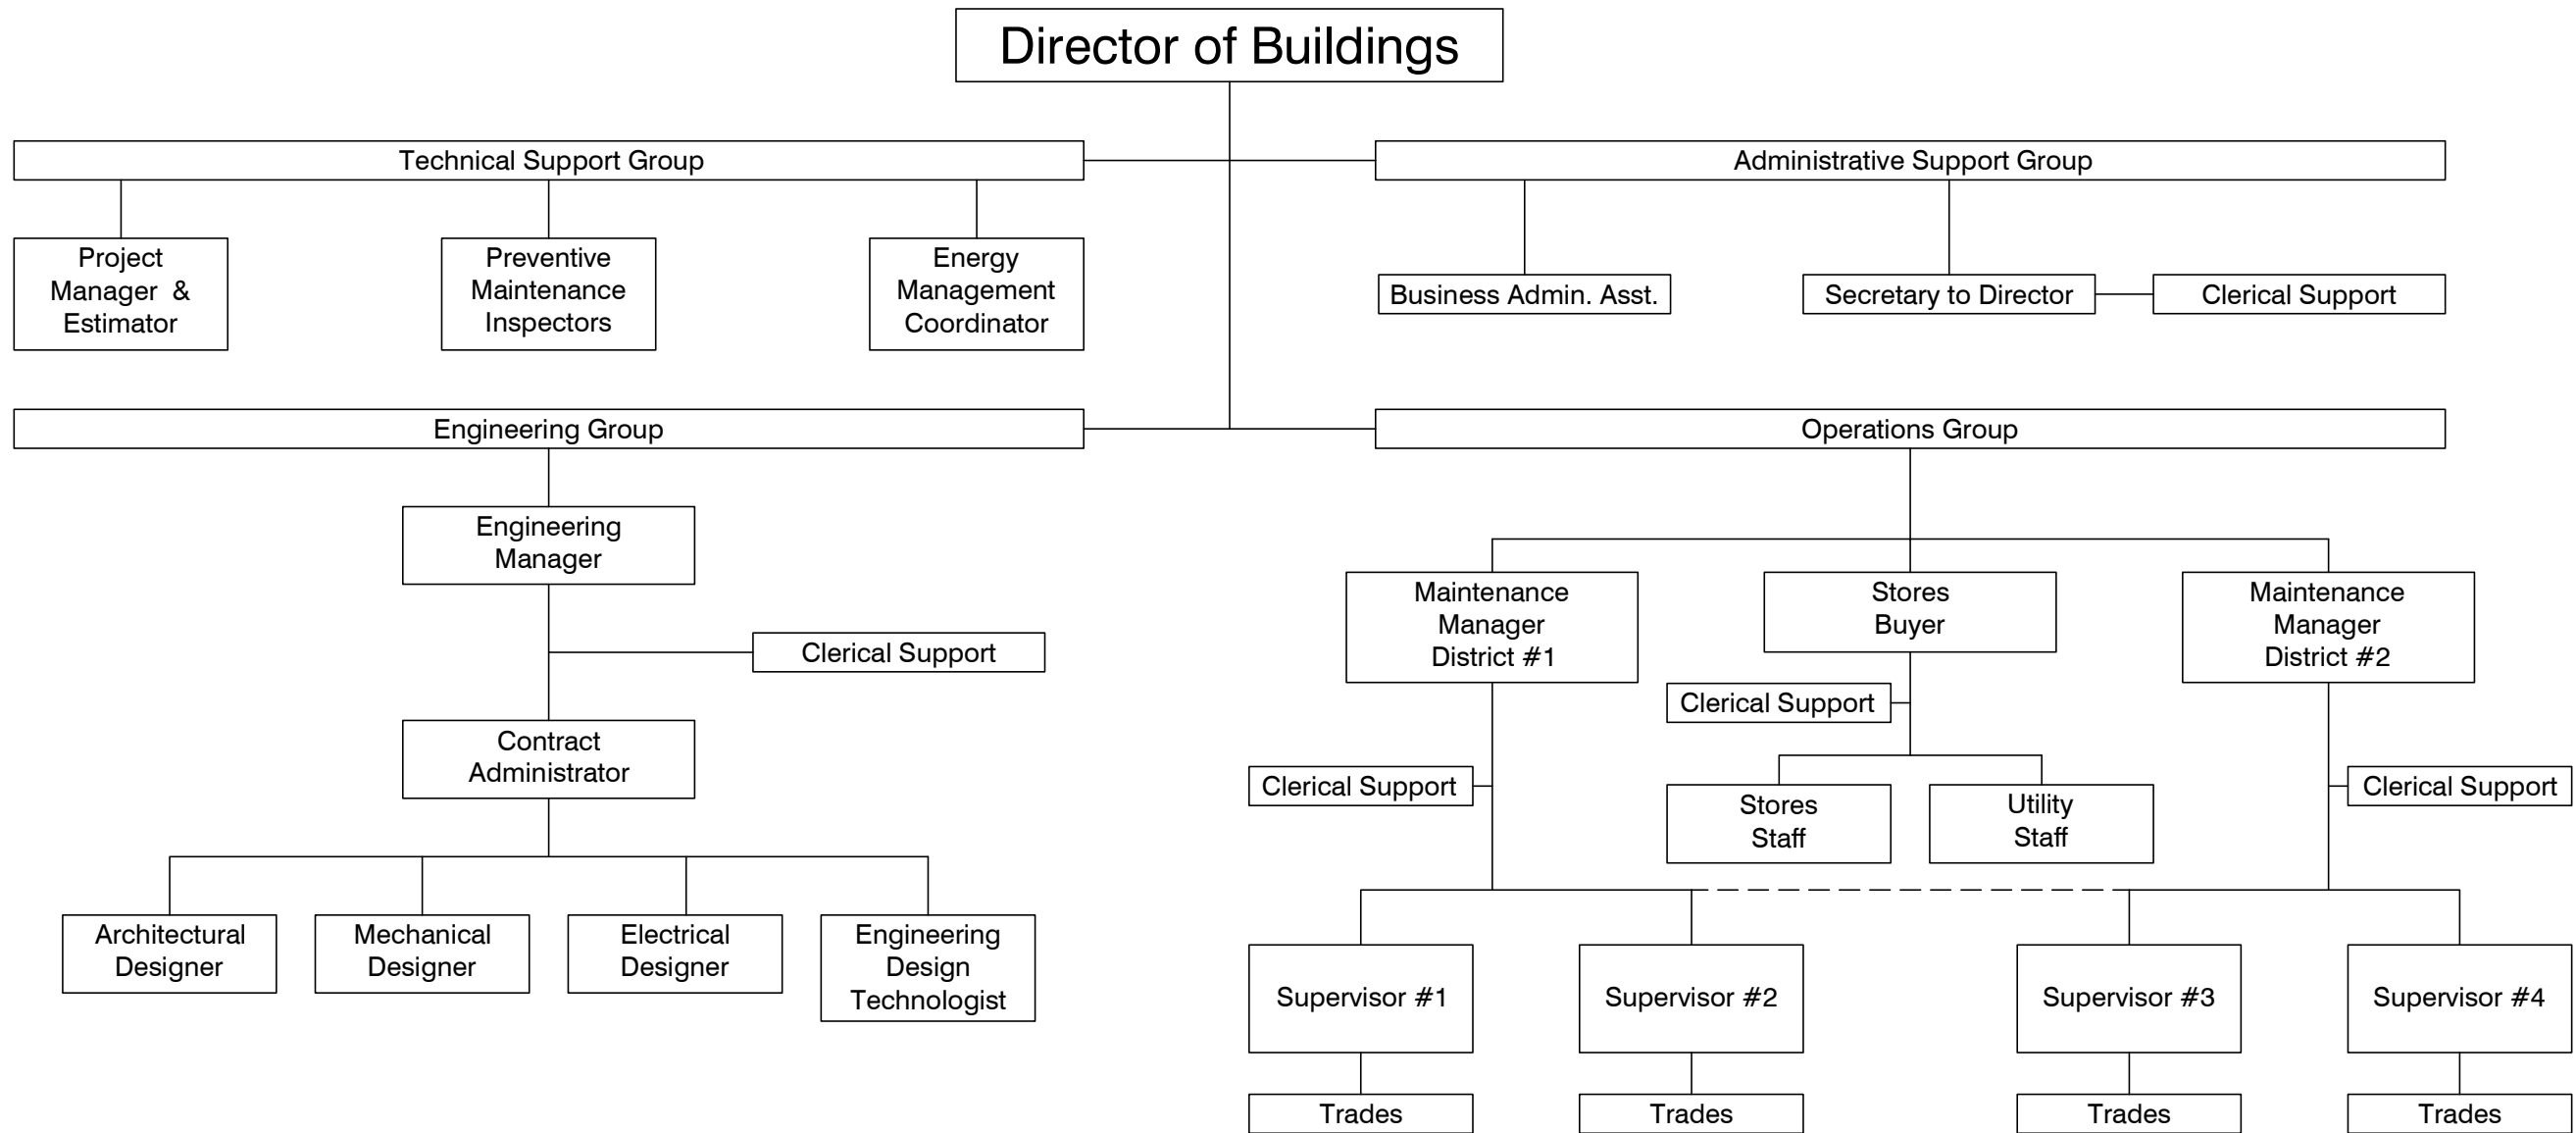 Director of Buildings
Technical Support Group
Administrative Support Group
Project
Manager & 
Estimator
Preventive
Maintenance
Inspectors
Energy
Management
Coordinator
Business Admin. Asst.
Secretary to Director
Clerical Support
Engineering Group
Operations Group
Engineering
Manager
Clerical Support
Contract
Administrator
Architectural
Designer
Mechanical
Designer
Electrical
Designer
Engineering
Design
Technologist
Maintenance
Manager
District #1
Stores
Buyer
Maintenance
Manager
District #2
Clerical Support
Clerical Support
Clerical Support
Stores
Staff
Utility
Staff
Supervisor #1
Supervisor #2
Supervisor #3
Supervisor #4
Trades
Trades
Trades
Trades